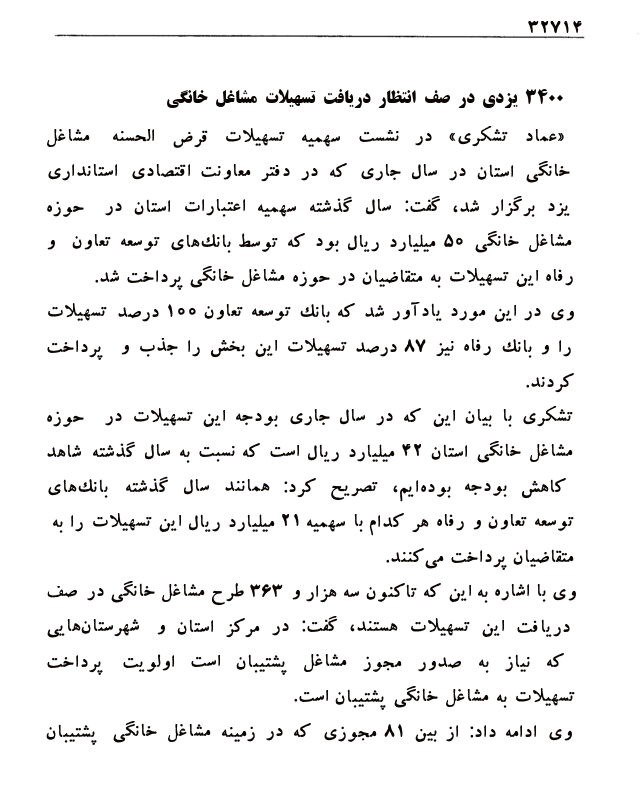 ۳۲۷۱۴
۳۴۰۰ یزدی در صف انتظار دریافت تسهیلات مشاغل خانگی
«عماد تشکری» در نشست سهمیه تسهیلات قرض الحسنه مشاغل
خانگی استان در سال جاری که در دفتر معاونت اقتصادی استانداری
یزد برگزار شد، گفت: سال گذشته سهمیه اعتبارات استان در حوزه
مشاغل خانگی ۵۰ میلیارد ریال بود که توسط بانک‌های توسعه تعاون و
رفاه این تسهیلات به متقاضیان در حوزه مشاغل خانگی پرداخت شد.
وی در این مورد یادآور شد که بانک توسعه تعاون ۱۰۰ درصد تسهیلات
را و بانک رفاه نیز ۸۷ درصد تسهیلات این بخش را جذب و پرداخت
کردند.
تشکری با بیان این که در سال جاری بودجه این تسهیلات در حوزه
مشاغل خانگی استان ۴۲ میلیارد ریال است که نسبت به سال گذشته شاهد
کاهش بودجه بوده‌ایم، تصریح کرد: همانند سال گذشته بانک‌های
توسعه تعاون و رفاه هر کدام با سهمیه ۲۱ میلیارد ریال این تسهیلات را به
متقاضیان پرداخت می‌کنند.
وی با اشاره به این که تاکنون سه هزار و ۳۶۳ طرح مشاغل خانگی در صف
دریافت این تسهیلات هستند، گفت: در مرکز استان و شهرستان‌هایی
که نیاز به صدور مجوز مشاغل پشتیبان است اولویت پرداخت
تسهیلات به مشاغل خانگی پشتیبان است.
وی ادامه داد: از بین ۸۱ مجوزی که در زمینه مشاغل خانگی پشتیبان